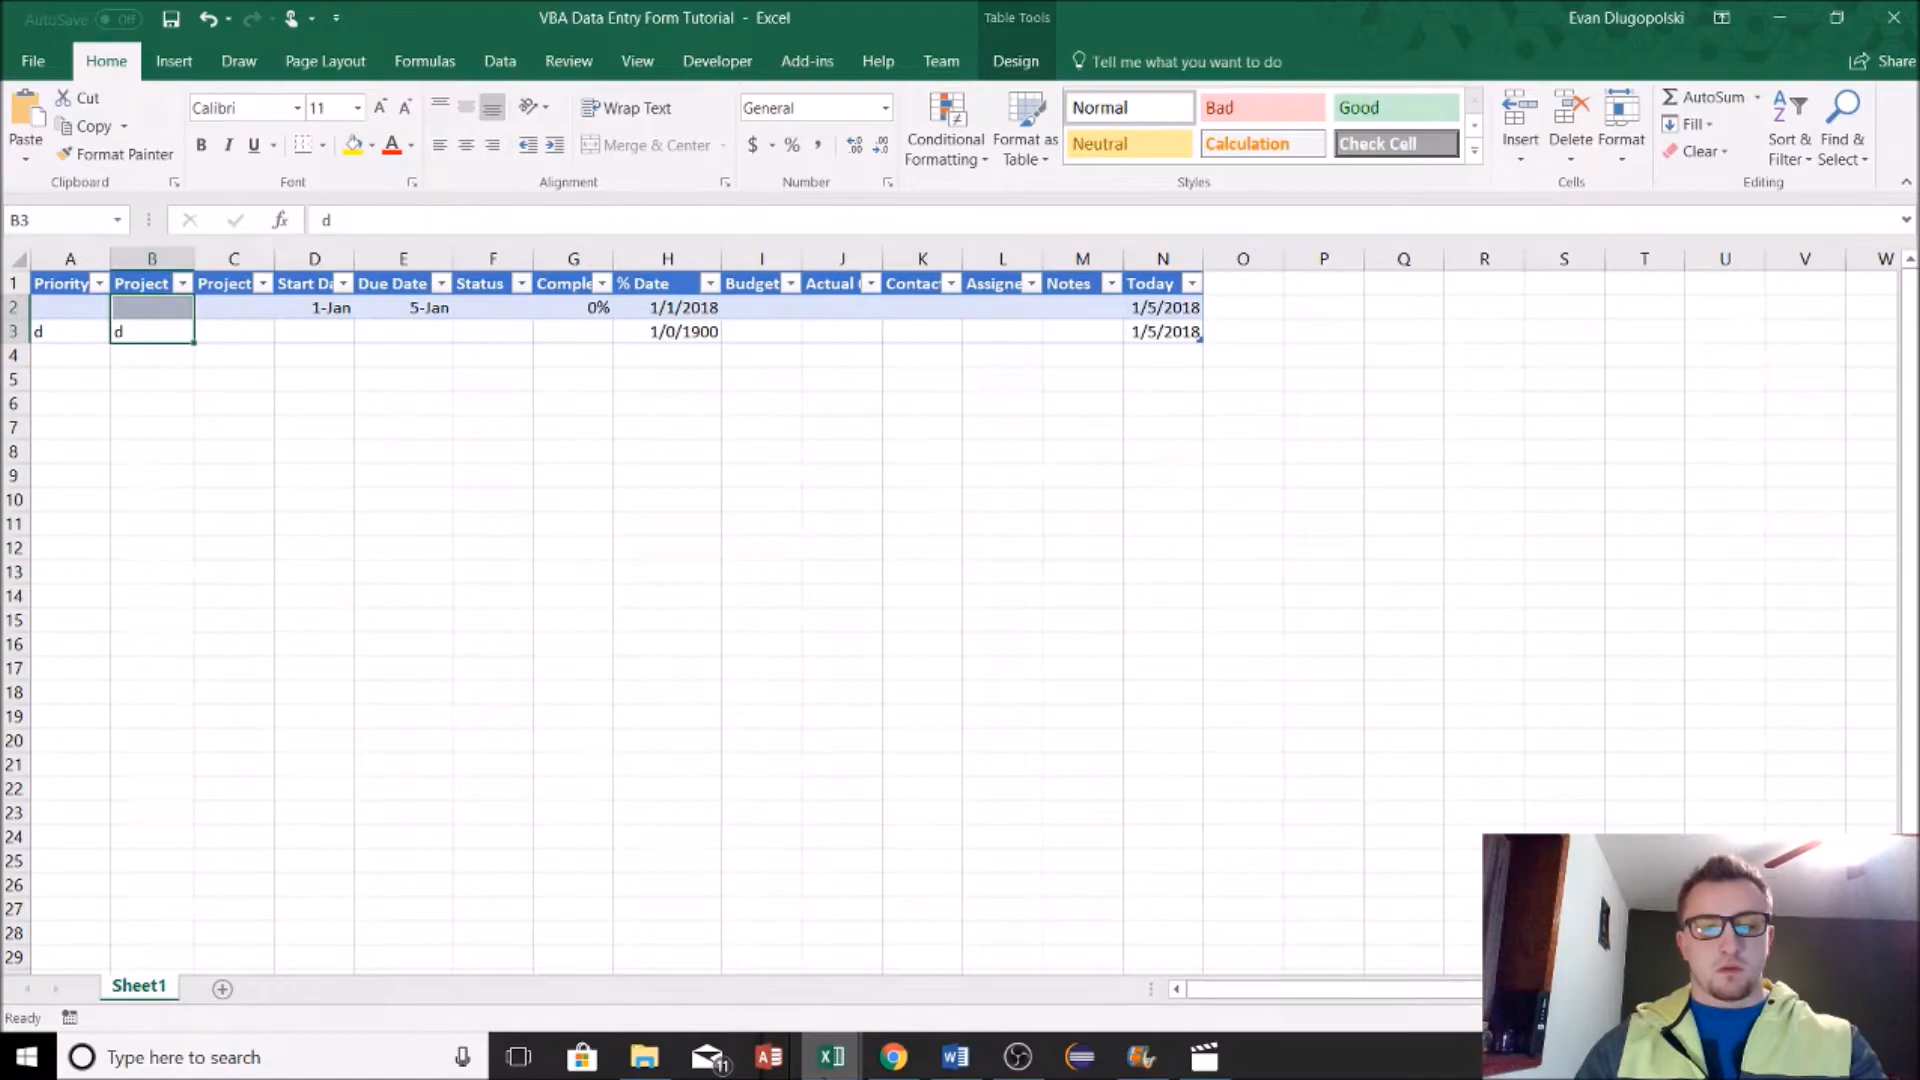 AutoSave Off
VBA Data Entry Form Tutorial - Excel
Table Tools
Evan Dlugopolski
File Home Insert Draw Page Layout Formulas Data Review View Developer Add-ins Help Team Design Tell me what you want to do Share
Paste
Cut
Copy
Format Painter
Clipboard
Calibri 11
A A
B I U A
Font
Wrap Text
Merge & Center
Alignment
General
$ % ,
Number
Conditional Formatting
Format as Table
Normal Bad Good
Neutral Calculation Check Cell
Styles
Insert Delete Format
Cells
AutoSum
Fill
Clear
Sort & Filter
Find & Select
Editing
B3 fx d
A B C D E F G H I J K L M N O P Q R S T U V W
1 Priority Project Project Start Da Due Date Status Comple % Date Budget Actual Contac Assigne Notes Today
2 1-Jan 5-Jan 0% 1/1/2018 1/5/2018
3 d d 1/0/1900 1/5/2018
4
5
6
7
8
9
10
11
12
13
14
15
16
17
18
19
20
21
22
23
24
25
26
27
28
29
Sheet1
Ready
Type here to search
11